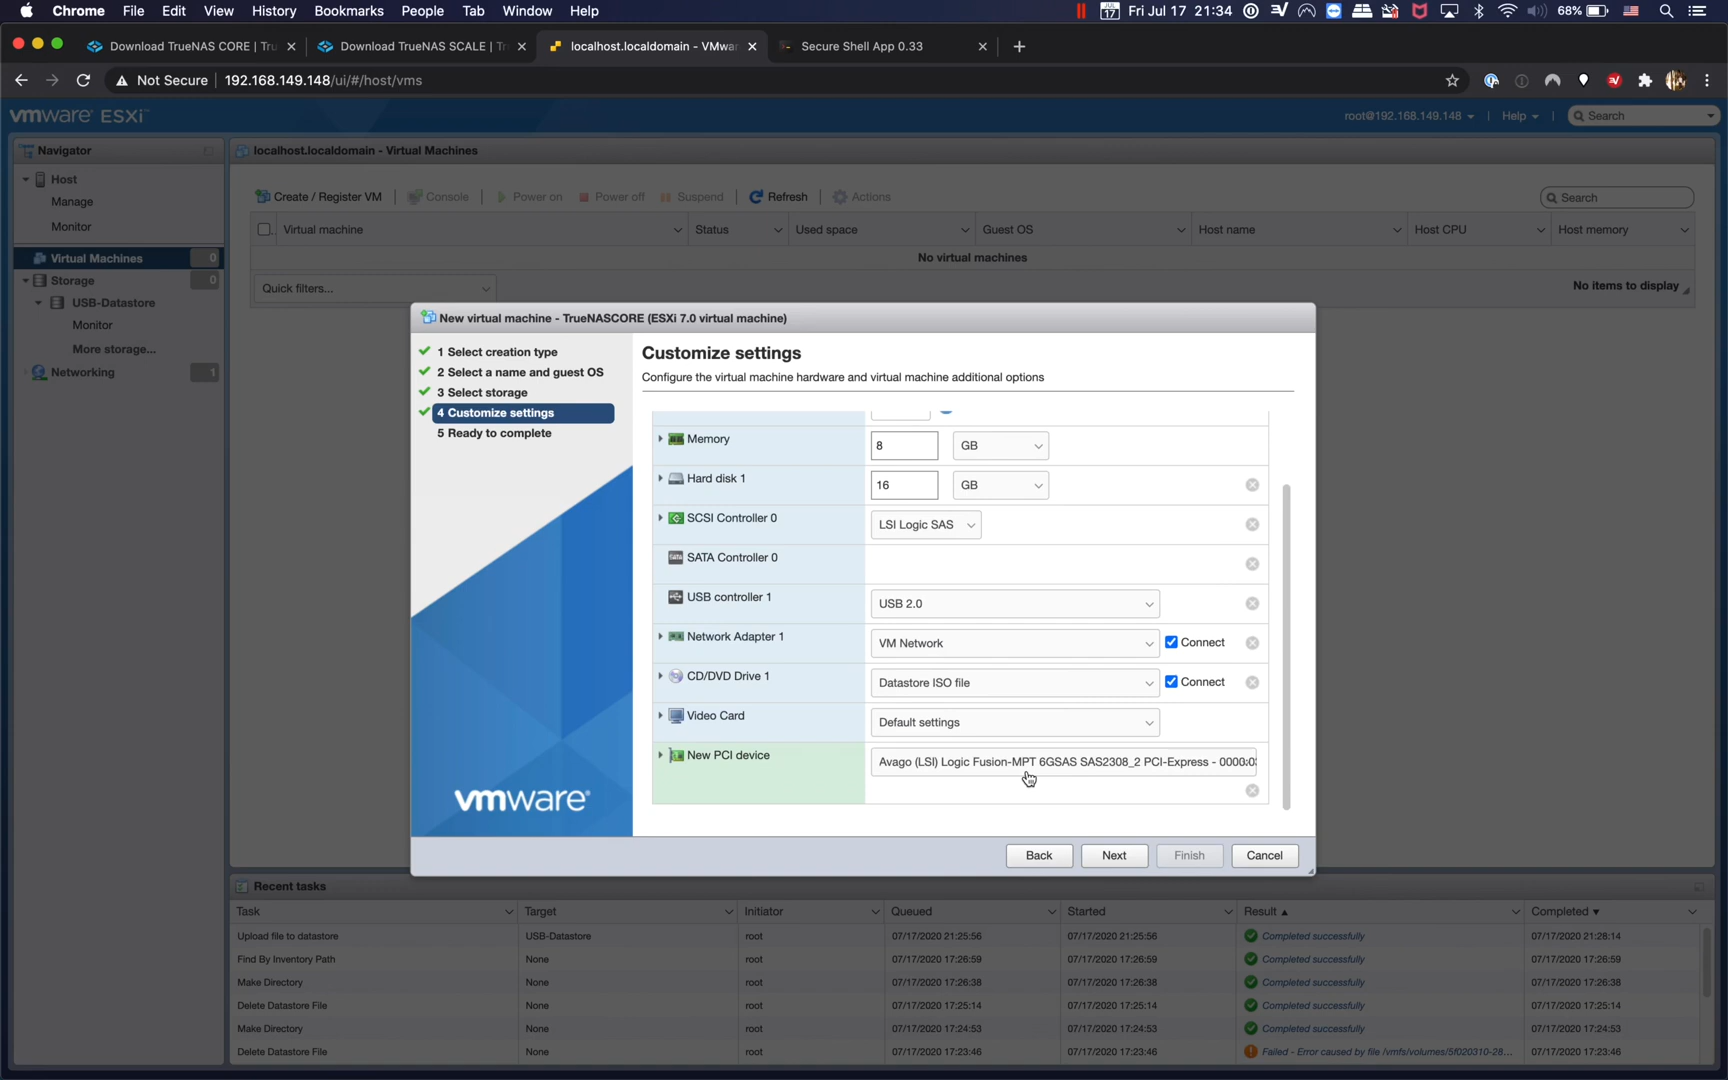 Chrome File Edit View History Bookmarks People Tab Window Help
JUL 17 Fri Jul 17 21:34 68%
Download TrueNAS CORE | Tru
Download TrueNAS SCALE | Tr
localhost.localdomain - VMwar
Secure Shell App 0.33
Not Secure 192.168.149.148/ui/#/host/vms
vmware ESXi
root@192.168.149.148 | Help | Search
Navigator
Host
Manage
Monitor
Virtual Machines 0
Storage 0
USB-Datastore
Monitor
More storage...
Networking 1
localhost.localdomain - Virtual Machines
Create / Register VM | Console | Power on Power off Suspend | Refresh | Actions
Search
Virtual machine Status Used space Guest OS Host name Host CPU Host memory
No virtual machines
Quick filters...
No items to display
New virtual machine - TrueNASCORE (ESXi 7.0 virtual machine)
1 Select creation type
2 Select a name and guest OS
3 Select storage
4 Customize settings
5 Ready to complete
vmware
Customize settings
Configure the virtual machine hardware and virtual machine additional options
Memory 8 GB
Hard disk 1 16 GB
SCSI Controller 0 LSI Logic SAS
SATA Controller 0
USB controller 1 USB 2.0
Network Adapter 1 VM Network Connect
CD/DVD Drive 1 Datastore ISO file Connect
Video Card Default settings
New PCI device Avago (LSI) Logic Fusion-MPT 6GSAS SAS2308_2 PCI-Express - 0000:0
Back Next Finish Cancel
Recent tasks
Task Target Initiator Queued Started Result Completed
Upload file to datastore USB-Datastore root 07/17/2020 21:25:56 07/17/2020 21:25:56 Completed successfully 07/17/2020 21:28:14
Find By Inventory Path None root 07/17/2020 17:26:59 07/17/2020 17:26:59 Completed successfully 07/17/2020 17:26:59
Make Directory None root 07/17/2020 17:26:38 07/17/2020 17:26:38 Completed successfully 07/17/2020 17:26:38
Delete Datastore File None root 07/17/2020 17:25:14 07/17/2020 17:25:14 Completed successfully 07/17/2020 17:25:14
Make Directory None root 07/17/2020 17:24:53 07/17/2020 17:24:53 Completed successfully 07/17/2020 17:24:53
Delete Datastore File None root 07/17/2020 17:23:46 07/17/2020 17:23:46 Failed - Error caused by file /vmfs/volumes/5f020310-28... 07/17/2020 17:23:46